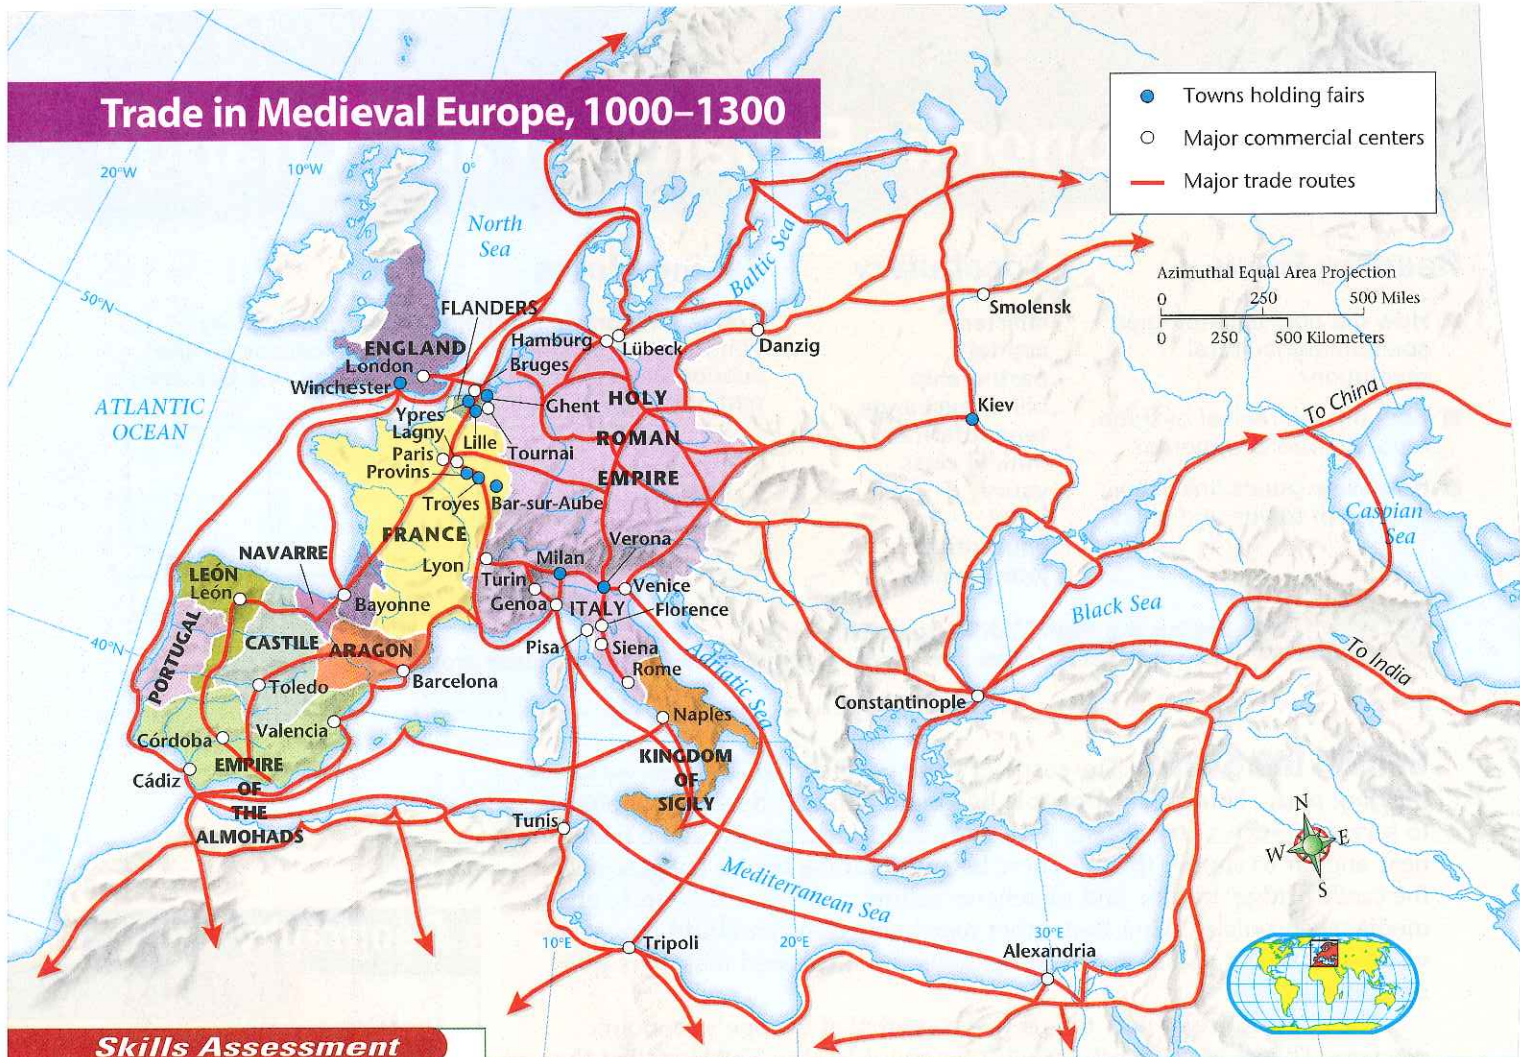 Trade in Medieval Europe, 1000–1300
Towns holding fairs
Major commercial centers
Major trade routes
Azimuthal Equal Area Projection
0 250 500 Miles
0 250 500 Kilometers
20°W
10°W
0°
North
Sea
50°N
Baltic Sea
Smolensk
FLANDERS
ENGLAND
London
Winchester
Hamburg
Lübeck
Danzig
Bruges
ATLANTIC
OCEAN
Ghent
HOLY
ROMAN
EMPIRE
Kiev
To China
Ypres
Lagny
Lille
Tournai
Paris
Provins
Troyes
Bar-sur-Aube
FRANCE
Caspian
Sea
NAVARRE
Lyon
Milan
Verona
LEÓN
León
Turin
Venice
Genoa
ITALY
Florence
Bayonne
Black Sea
40°N
PORTUGAL
CASTILE
ARAGON
Pisa
Siena
Adriatic Sea
Rome
To India
Toledo
Barcelona
Constantinople
Valencia
Naples
Córdoba
Cádiz
EMPIRE
OF
THE
ALMOHADS
KINGDOM
OF
SICILY
Tunis
N
W E
S
Mediterranean Sea
10°E
Tripoli
20°E
30°E
Alexandria
Skills Assessment